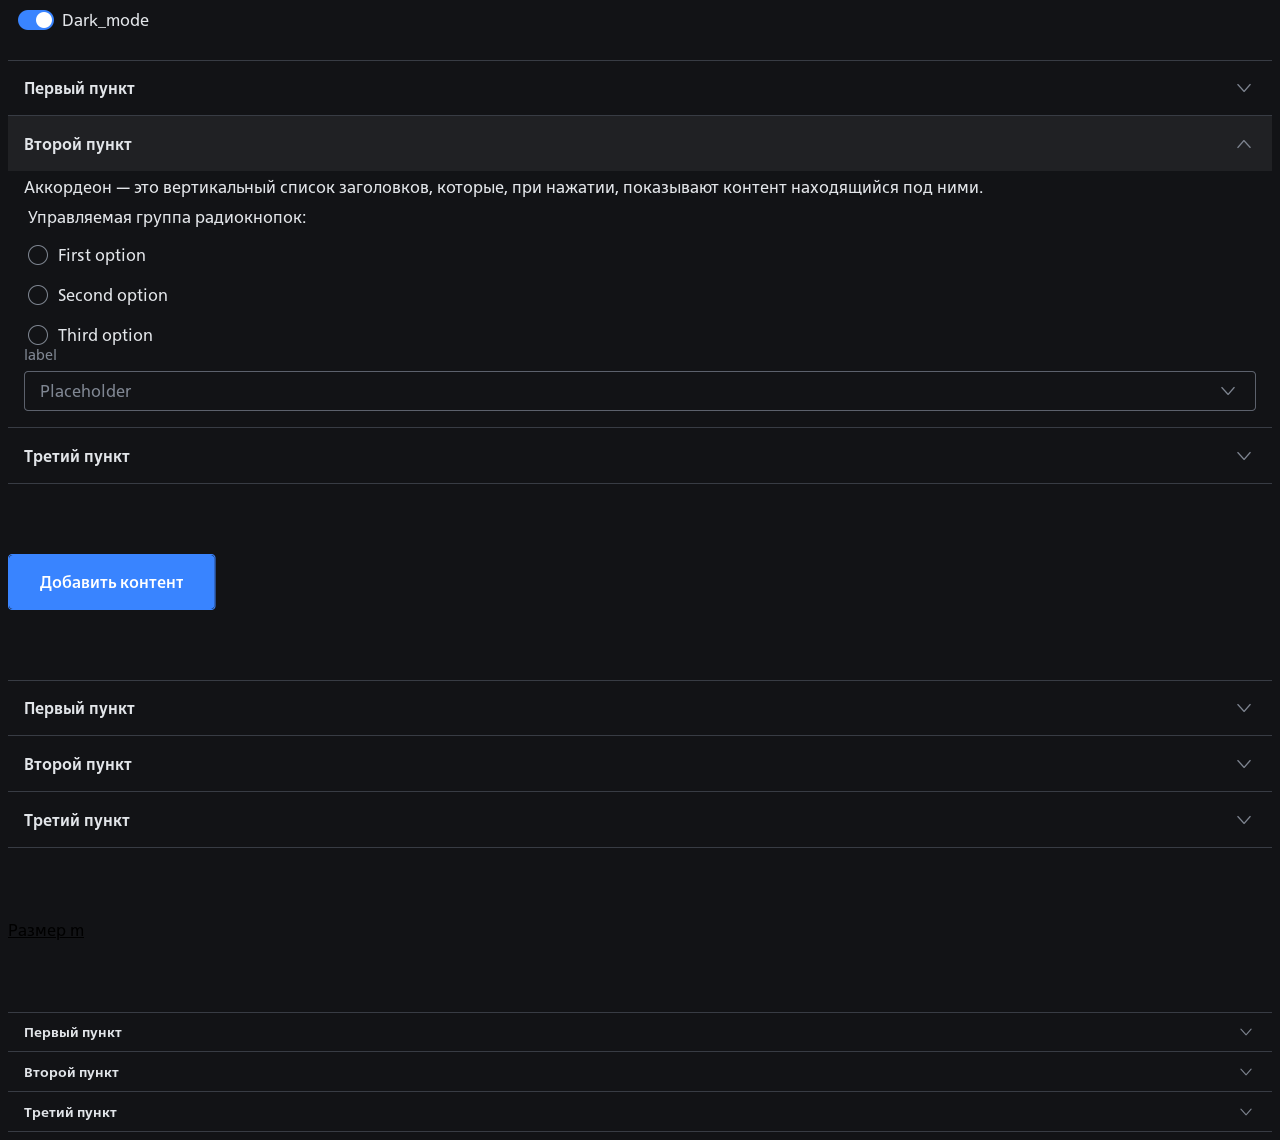 Dark_mode
Первый пункт
Второй пункт
Аккордеон — это вертикальный список заголовков, которые, при нажатии, показывают контент находящийся под ними.
Управляемая группа радиокнопок:
First option
Second option
Third option
label
Placeholder
Третий пункт
Добавить контент
Первый пункт
Второй пункт
Третий пункт
Размер m
Первый пункт
Второй пункт
Третий пункт